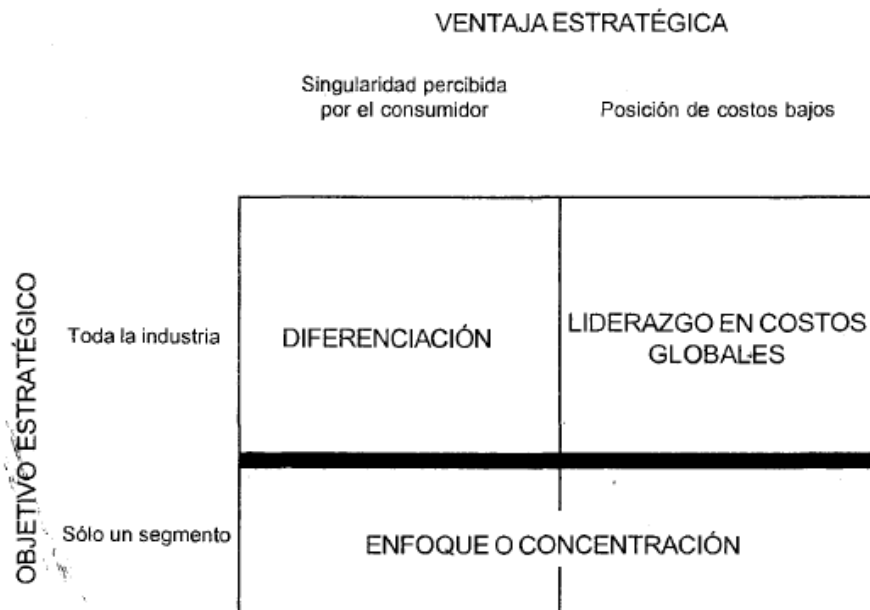 VENTAJA ESTRATÉGICA
Singularidad percibida
por el consumidor
Posición de costos bajos
OBJETIVO ESTRATÉGICO
Toda la industria
DIFERENCIACIÓN
LIDERAZGO EN COSTOS
GLOBALES
Sólo un segmento
ENFOQUE O CONCENTRACIÓN